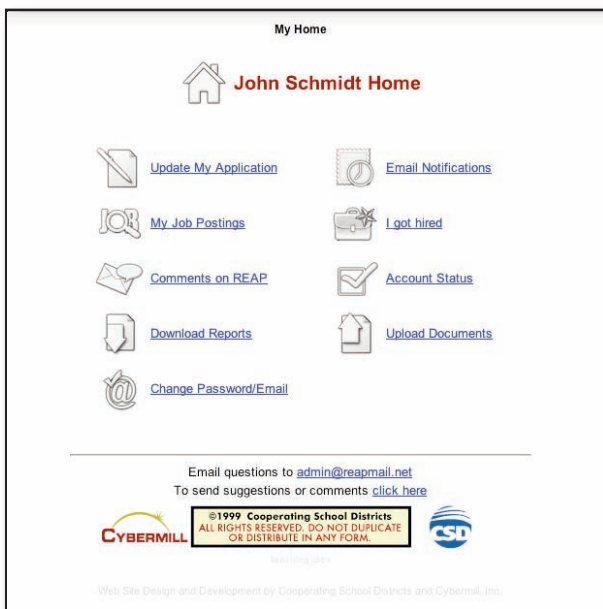 My Home
John Schmidt Home
Update My Application
Email Notifications
JOB
My Job Postings
I got hired
Comments on REAP
Account Status
Download Reports
Upload Documents
@
Change Password/Email
Email questions to admin@reapmail.net
To send suggestions or comments click here
CYBERMILL
©1999 Cooperating School Districts
ALL RIGHTS RESERVED. DO NOT DUPLICATE
OR DISTRIBUTE IN ANY FORM.
CSD
Web Site Design and Development by Cooperating School Districts and Cybermill, Inc.